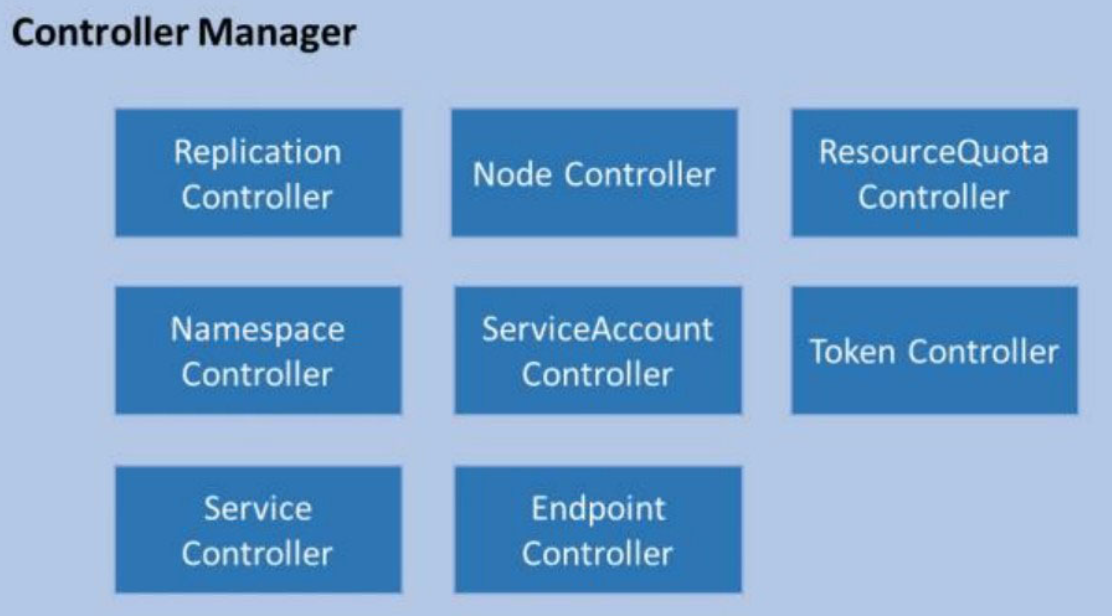 Controller Manager
Replication
Controller
Node Controller
ResourceQuota
Controller
Namespace
Controller
ServiceAccount
Controller
Token Controller
Service
Controller
Endpoint
Controller